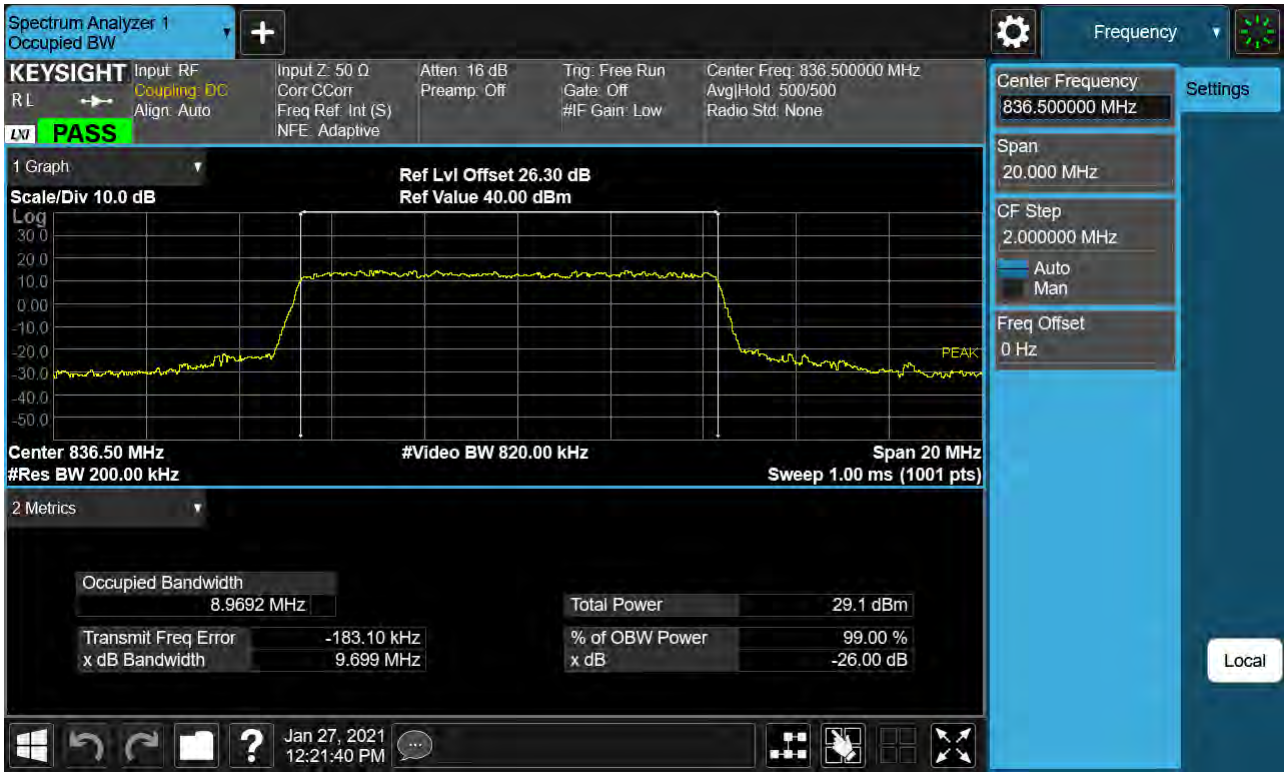 Spectrum Analyzer 1
Occupied BW
+
Frequency
KEYSIGHT
Input: RF
Coupling: DC
Align: Auto
Input Z: 50 Ω
Corr CCorr
Freq Ref: Int (S)
NFE: Adaptive
Atten: 16 dB
Preamp: Off
Trig: Free Run
Gate: Off
#IF Gain: Low
Center Freq: 836.500000 MHz
Avg|Hold: 500/500
Radio Std: None
RL
LXI PASS
Center Frequency
836.500000 MHz
Settings
Span
20.000 MHz
CF Step
2.000000 MHz
Auto
Man
Freq Offset
0 Hz
1 Graph
Scale/Div 10.0 dB
Ref Lvl Offset 26.30 dB
Ref Value 40.00 dBm
Log
30.0
20.0
10.0
0.00
-10.0
-20.0
-30.0
-40.0
-50.0
PEAK
Center 836.50 MHz
#Video BW 820.00 kHz
Span 20 MHz
#Res BW 200.00 kHz
Sweep 1.00 ms (1001 pts)
2 Metrics
Occupied Bandwidth
8.9692 MHz
Total Power 29.1 dBm
Transmit Freq Error -183.10 kHz
% of OBW Power 99.00 %
x dB Bandwidth 9.699 MHz
x dB -26.00 dB
Local
?
Jan 27, 2021
12:21:40 PM